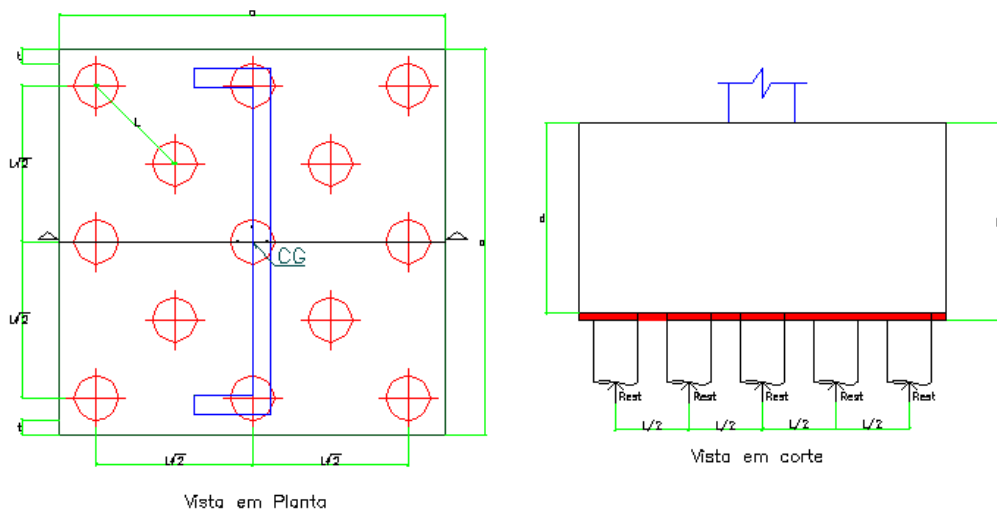 a
t
L
L√2
L√2
a
CG
t
L√2
L√2
Vista em Planta
d
Rest
Rest
Rest
Rest
Rest
L/2
L/2
L/2
L/2
Vista em corte